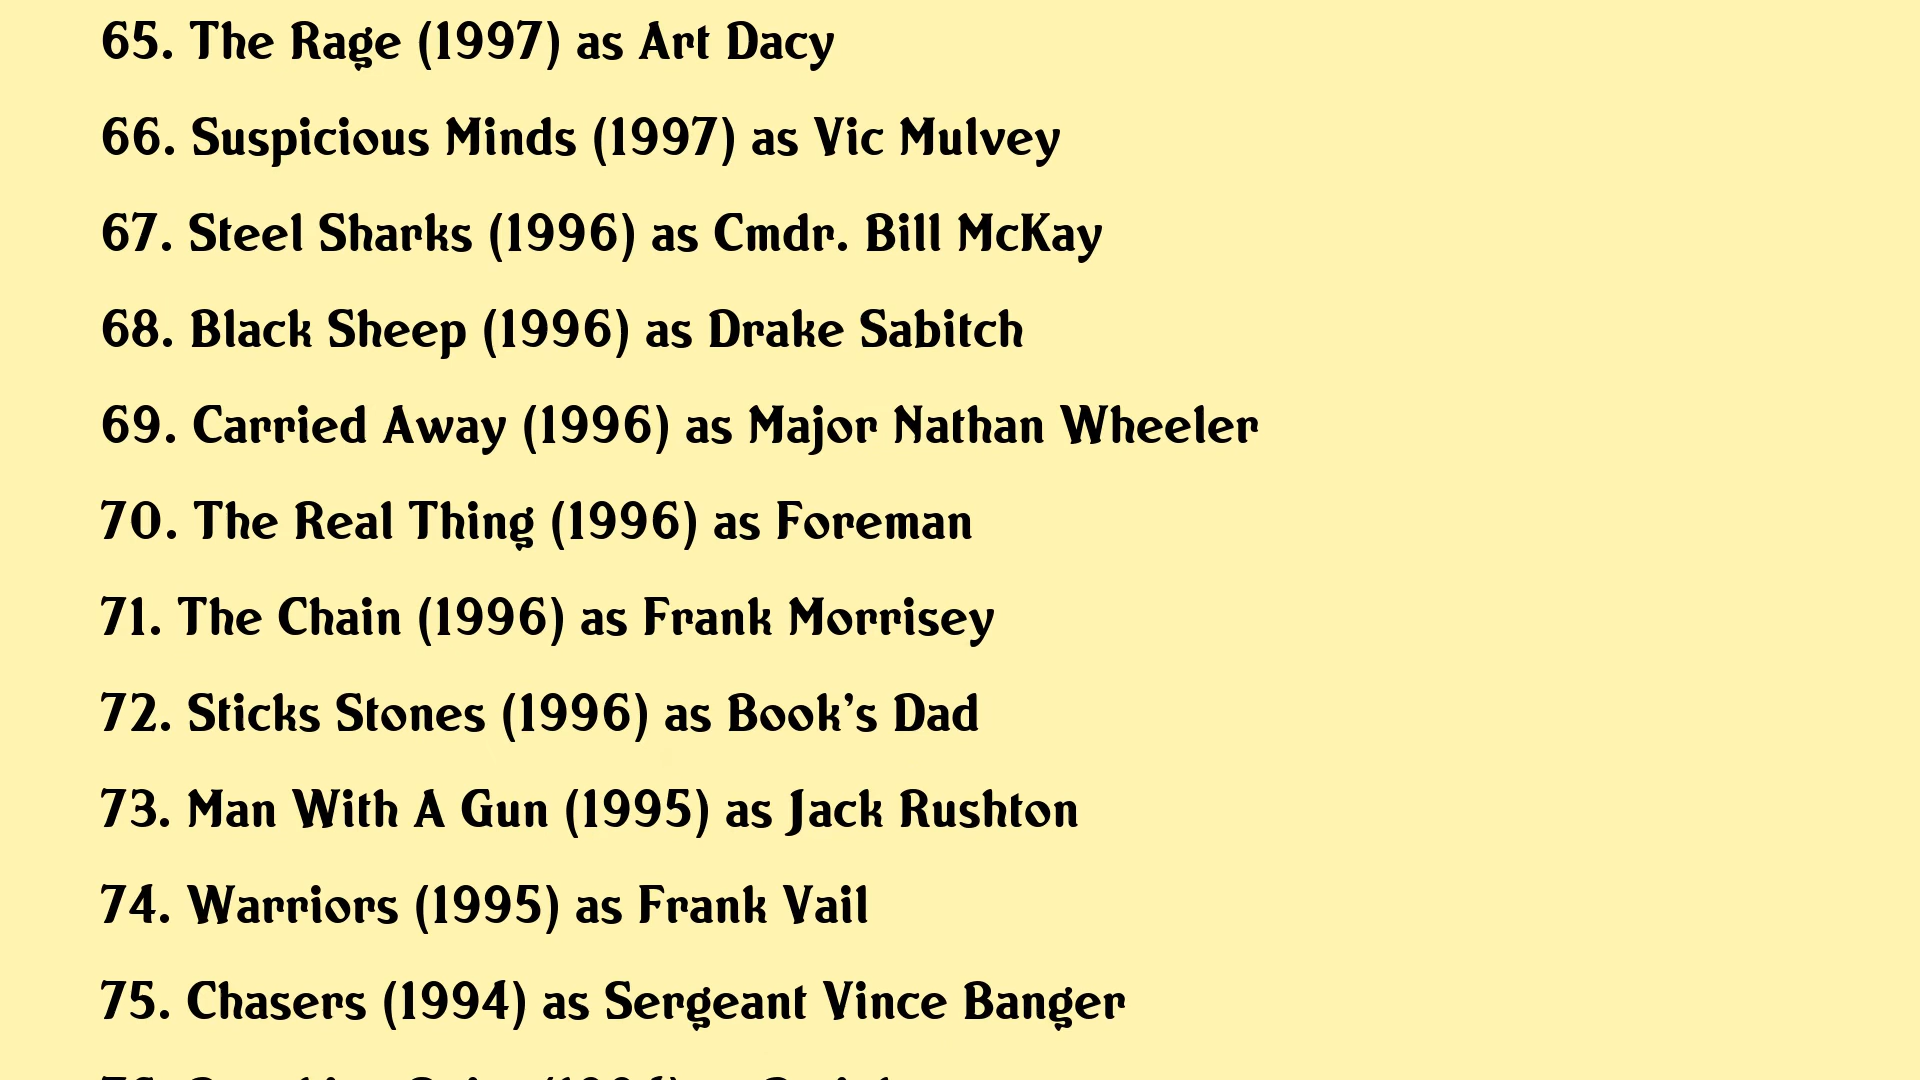 65. The Rage (1997) as Art Dacy
66. Suspicious Minds (1997) as Vic Mulvey
67. Steel Sharks (1996) as Cmdr. Bill McKay
68. Black Sheep (1996) as Drake Sabitch
69. Carried Away (1996) as Major Nathan Wheeler
70. The Real Thing (1996) as Foreman
71. The Chain (1996) as Frank Morrisey
72. Sticks Stones (1996) as Book’s Dad
73. Man With A Gun (1995) as Jack Rushton
74. Warriors (1995) as Frank Vail
75. Chasers (1994) as Sergeant Vince Banger